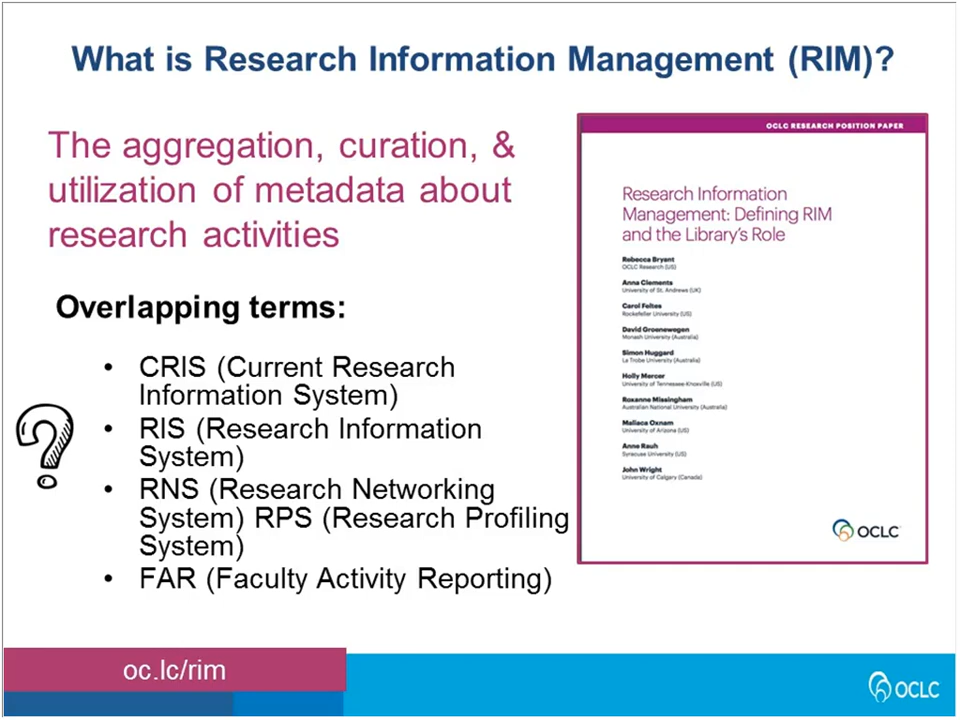 What is Research Information Management (RIM)?
The aggregation, curation, &
utilization of metadata about
research activities
Overlapping terms:
• CRIS (Current Research
Information System)
• RIS (Research Information
System)
• RNS (Research Networking
System) RPS (Research Profiling
System)
• FAR (Faculty Activity Reporting)
OCLC RESEARCH POSITION PAPER
Research Information
Management: Defining RIM
and the Library's Role
Rebecca Bryant
OCLC Research (US)
Anna Clements
University of St. Andrews (UK)
Carol Feltes
Rockefeller University (US)
David Groenewegen
Monash University (Australia)
Simon Huggard
La Trobe University (Australia)
Holly Mercer
University of Tennessee-Knoxville (US)
Roxanne Missingham
Australian National University (Australia)
Maliaca Oxnam
University of Arizona (US)
Anne Rauh
Syracuse University (US)
John Wright
University of Calgary (Canada)
OCLC
oc.lc/rim
OCLC